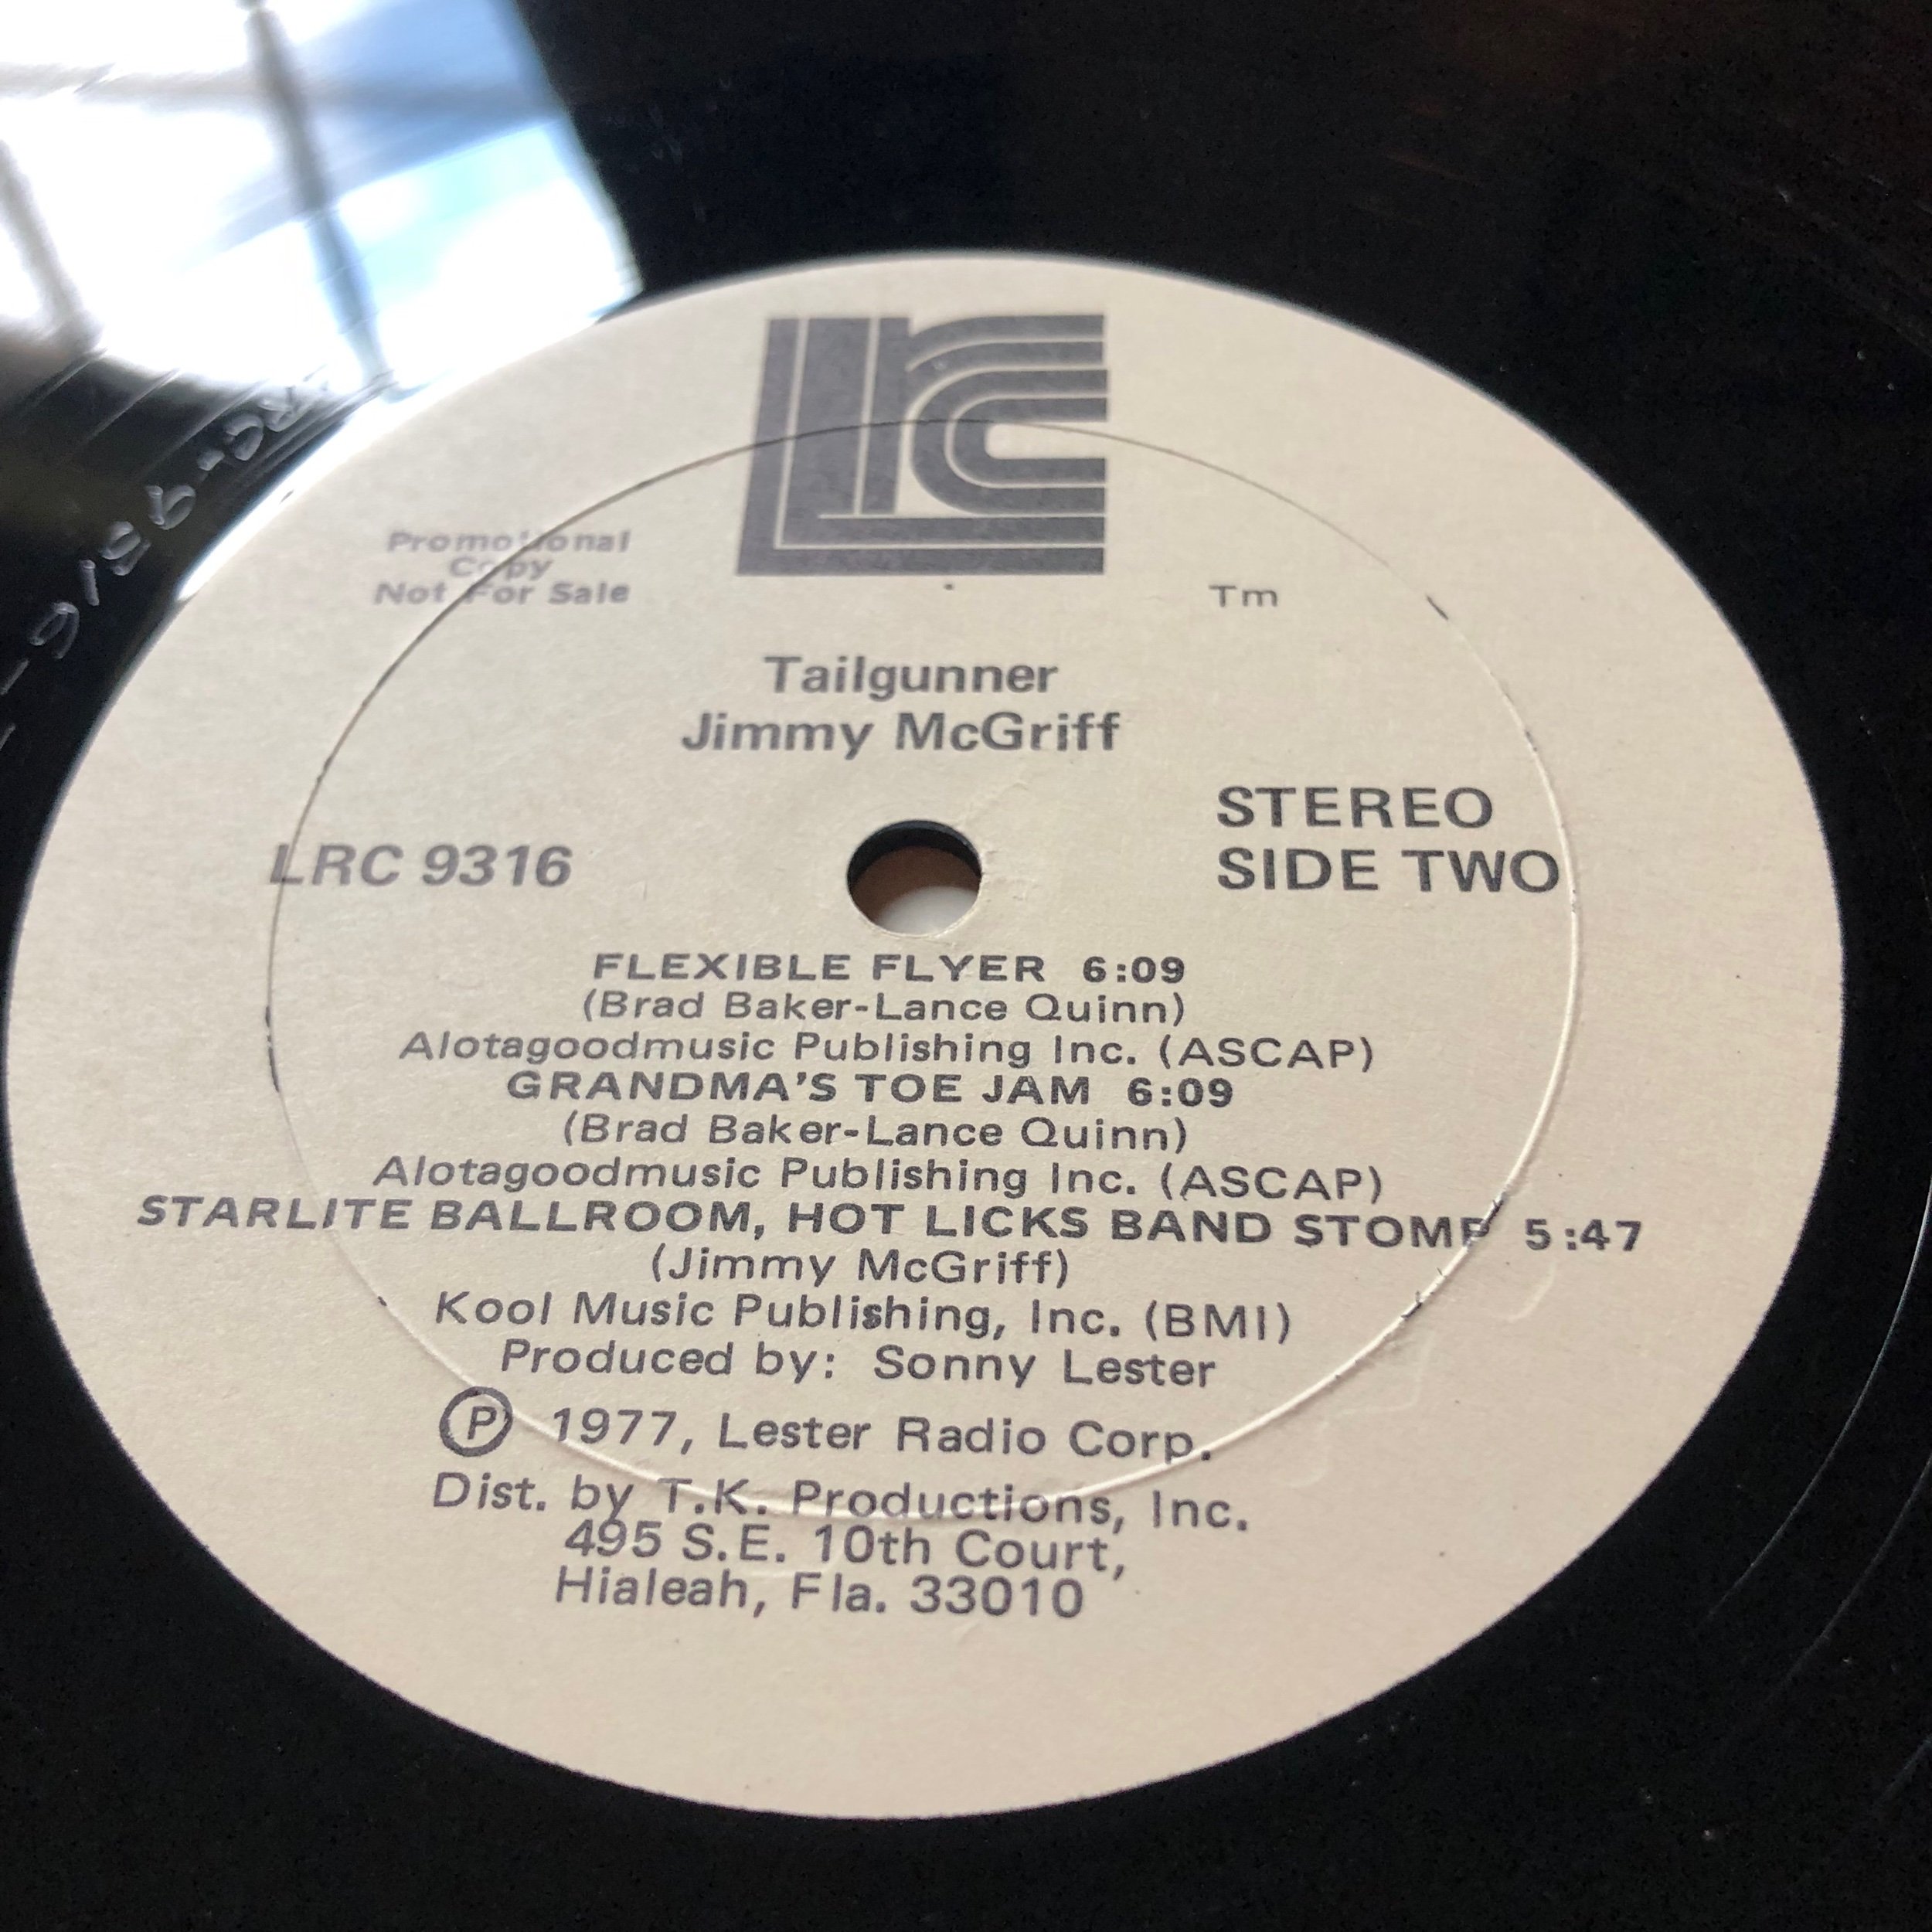 LRC
Promotional
Copy
Not For Sale
Tm
Tailgunner
Jimmy McGriff
STEREO
LRC 9316
SIDE TWO
FLEXIBLE FLYER 6:09
(Brad Baker-Lance Quinn)
Alotagoodmusic Publishing Inc. (ASCAP)
GRANDMA'S TOE JAM 6:09
(Brad Baker-Lance Quinn)
Alotagoodmusic Publishing Inc. (ASCAP)
STARLITE BALLROOM, HOT LICKS BAND STOMP 5:47
(Jimmy McGriff)
Kool Music Publishing, Inc. (BMI)
Produced by: Sonny Lester
Ⓟ 1977, Lester Radio Corp.
Dist. by T.K. Productions, Inc.
495 S.E. 10th Court,
Hialeah, Fla. 33010